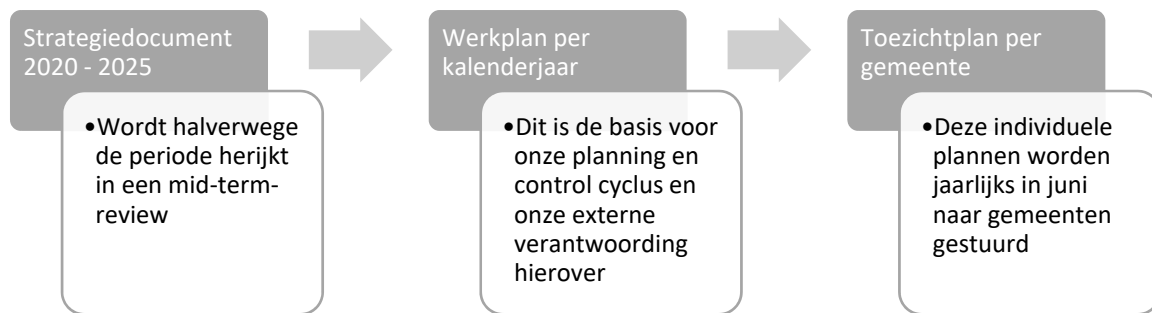 Strategiedocument
2020 - 2025
•Wordt halverwege
de periode herijkt
in een mid-term-
review
Werkplan per
kalenderjaar
•Dit is de basis voor
onze planning en
control cyclus en
onze externe
verantwoording
hierover
Toezichtplan per
gemeente
•Deze individuele
plannen worden
jaarlijks in juni
naar gemeenten
gestuurd